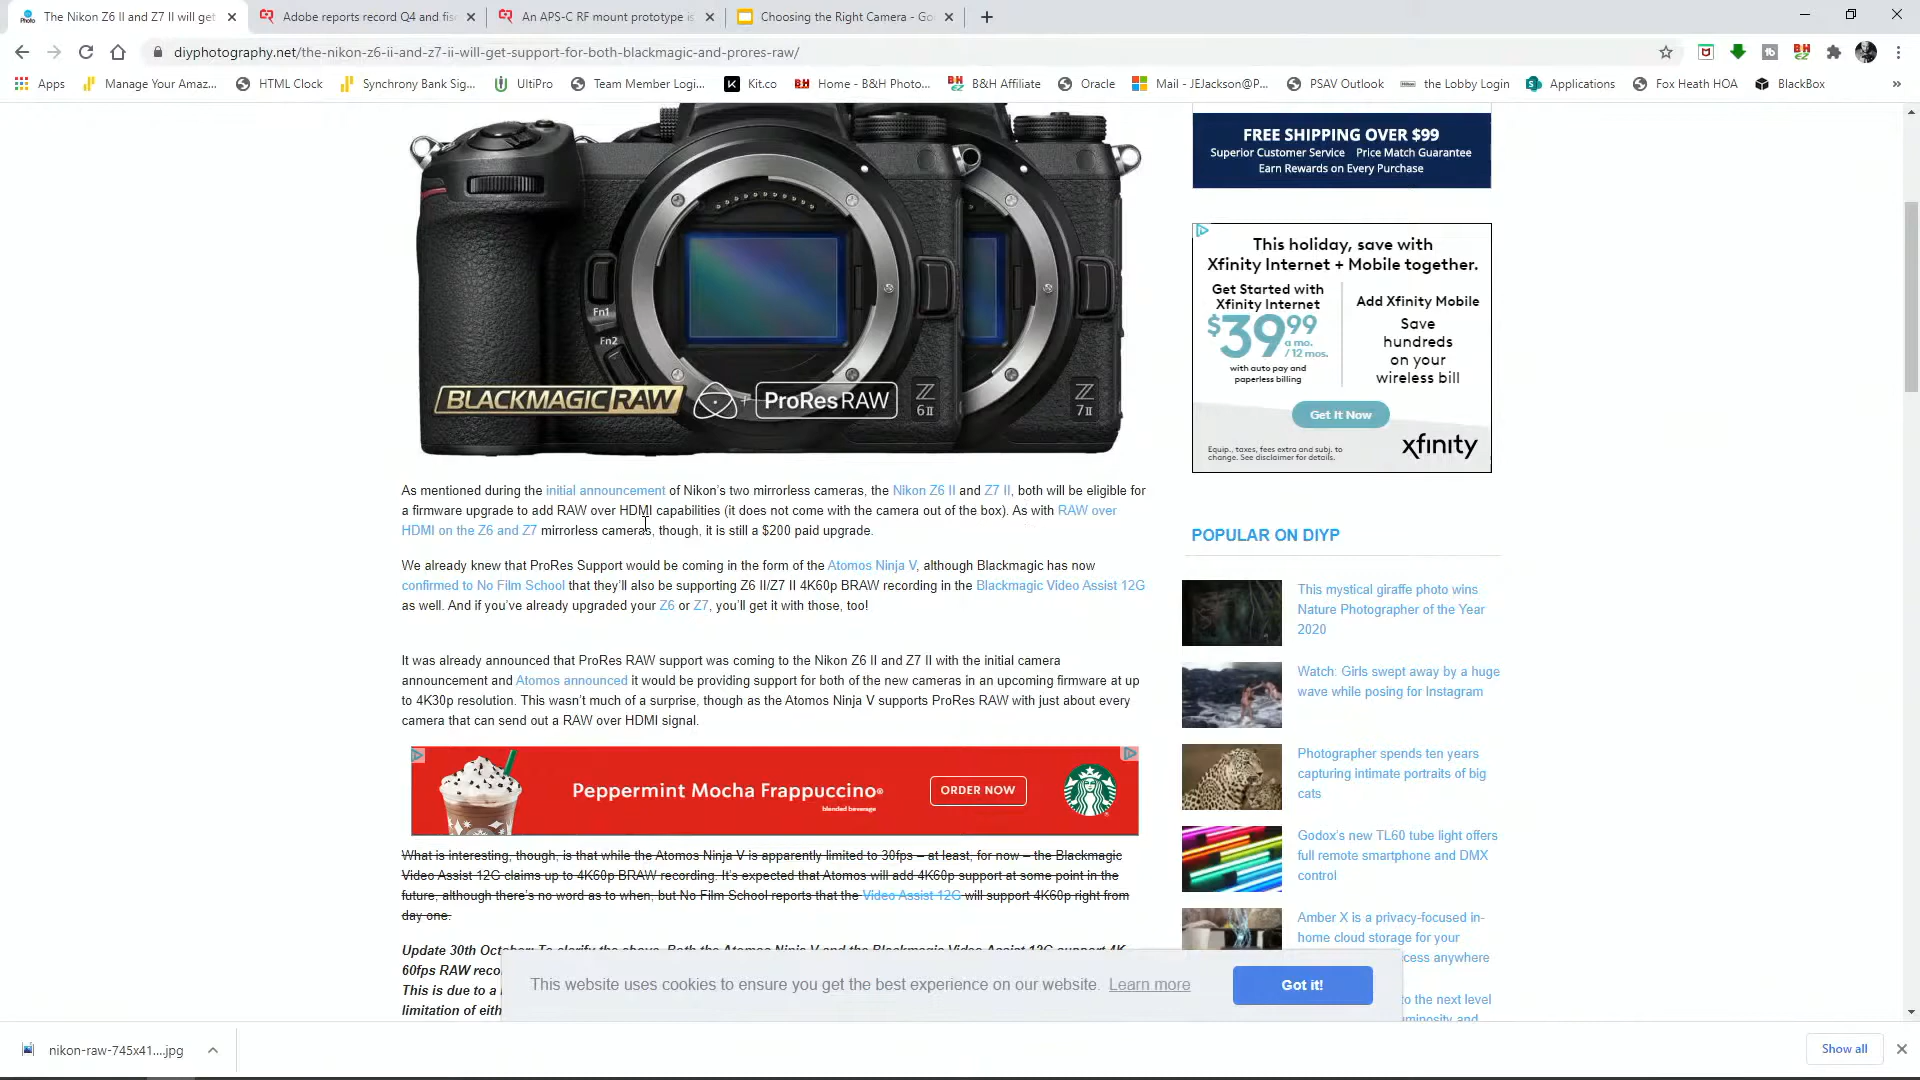 The Nikon Z6 II and Z7 II will get
Adobe reports record Q4 and fis
An APS-C RF mount prototype is
Choosing the Right Camera - Go
diyphotography.net/the-nikon-z6-ii-and-z7-ii-will-get-support-for-both-blackmagic-and-prores-raw/
Apps
Manage Your Amaz...
HTML Clock
Synchrony Bank Sig...
UltiPro
Team Member Logi...
Kit.co
Home - B&H Photo...
B&H Affiliate
Oracle
Mail - JEJackson@P...
PSAV Outlook
the Lobby Login
Applications
Fox Heath HOA
BlackBox
»
Fn1
Fn2
BLACKMAGIC RAW
+
ProRes RAW
Z
6II
Z
7II
As mentioned during the initial announcement of Nikon's two mirrorless cameras, the Nikon Z6 II and Z7 II, both will be eligible for
a firmware upgrade to add RAW over HDMI capabilities (it does not come with the camera out of the box). As with RAW over
HDMI on the Z6 and Z7 mirrorless cameras, though, it is still a $200 paid upgrade.
We already knew that ProRes Support would be coming in the form of the Atomos Ninja V, although Blackmagic has now
confirmed to No Film School that they'll also be supporting Z6 II/Z7 II 4K60p BRAW recording in the Blackmagic Video Assist 12G
as well. And if you've already upgraded your Z6 or Z7, you'll get it with those, too!
It was already announced that ProRes RAW support was coming to the Nikon Z6 II and Z7 II with the initial camera
announcement and Atomos announced it would be providing support for both of the new cameras in an upcoming firmware at up
to 4K30p resolution. This wasn't much of a surprise, though as the Atomos Ninja V supports ProRes RAW with just about every
camera that can send out a RAW over HDMI signal.
Peppermint Mocha Frappuccino®
blended beverage
ORDER NOW
What is interesting, though, is that while the Atomos Ninja V is apparently limited to 30fps – at least, for now – the Blackmagic
Video Assist 12G claims up to 4K60p BRAW recording. It's expected that Atomos will add 4K60p support at some point in the
future, although there's no word as to when, but No Film School reports that the Video Assist 12G will support 4K60p right from
day one.
Update 30th October: To clarify the above. Both the Atomos Ninja V and the Blackmagic Video Assist 12G support 4K
60fps RAW reco
This is due to a
limitation of eith
FREE SHIPPING OVER $99
Superior Customer Service Price Match Guarantee
Earn Rewards on Every Purchase
This holiday, save with
Xfinity Internet + Mobile together.
Get Started with
Xfinity Internet
$39.99
a mo.
/ 12 mos.
with auto pay and
paperless billing
Add Xfinity Mobile
Save
hundreds
on your
wireless bill
Get It Now
Equip., taxes, fees extra and subj. to
change. See disclaimer for details.
xfinity
POPULAR ON DIYP
This mystical giraffe photo wins
Nature Photographer of the Year
2020
Watch: Girls swept away by a huge
wave while posing for Instagram
Photographer spends ten years
capturing intimate portraits of big
cats
Godox's new TL60 tube light offers
full remote smartphone and DMX
control
Amber X is a privacy-focused in-
home cloud storage for your
cess anywhere
to the next level
minosity and
This website uses cookies to ensure you get the best experience on our website. Learn more
Got it!
nikon-raw-745x41....jpg
Show all